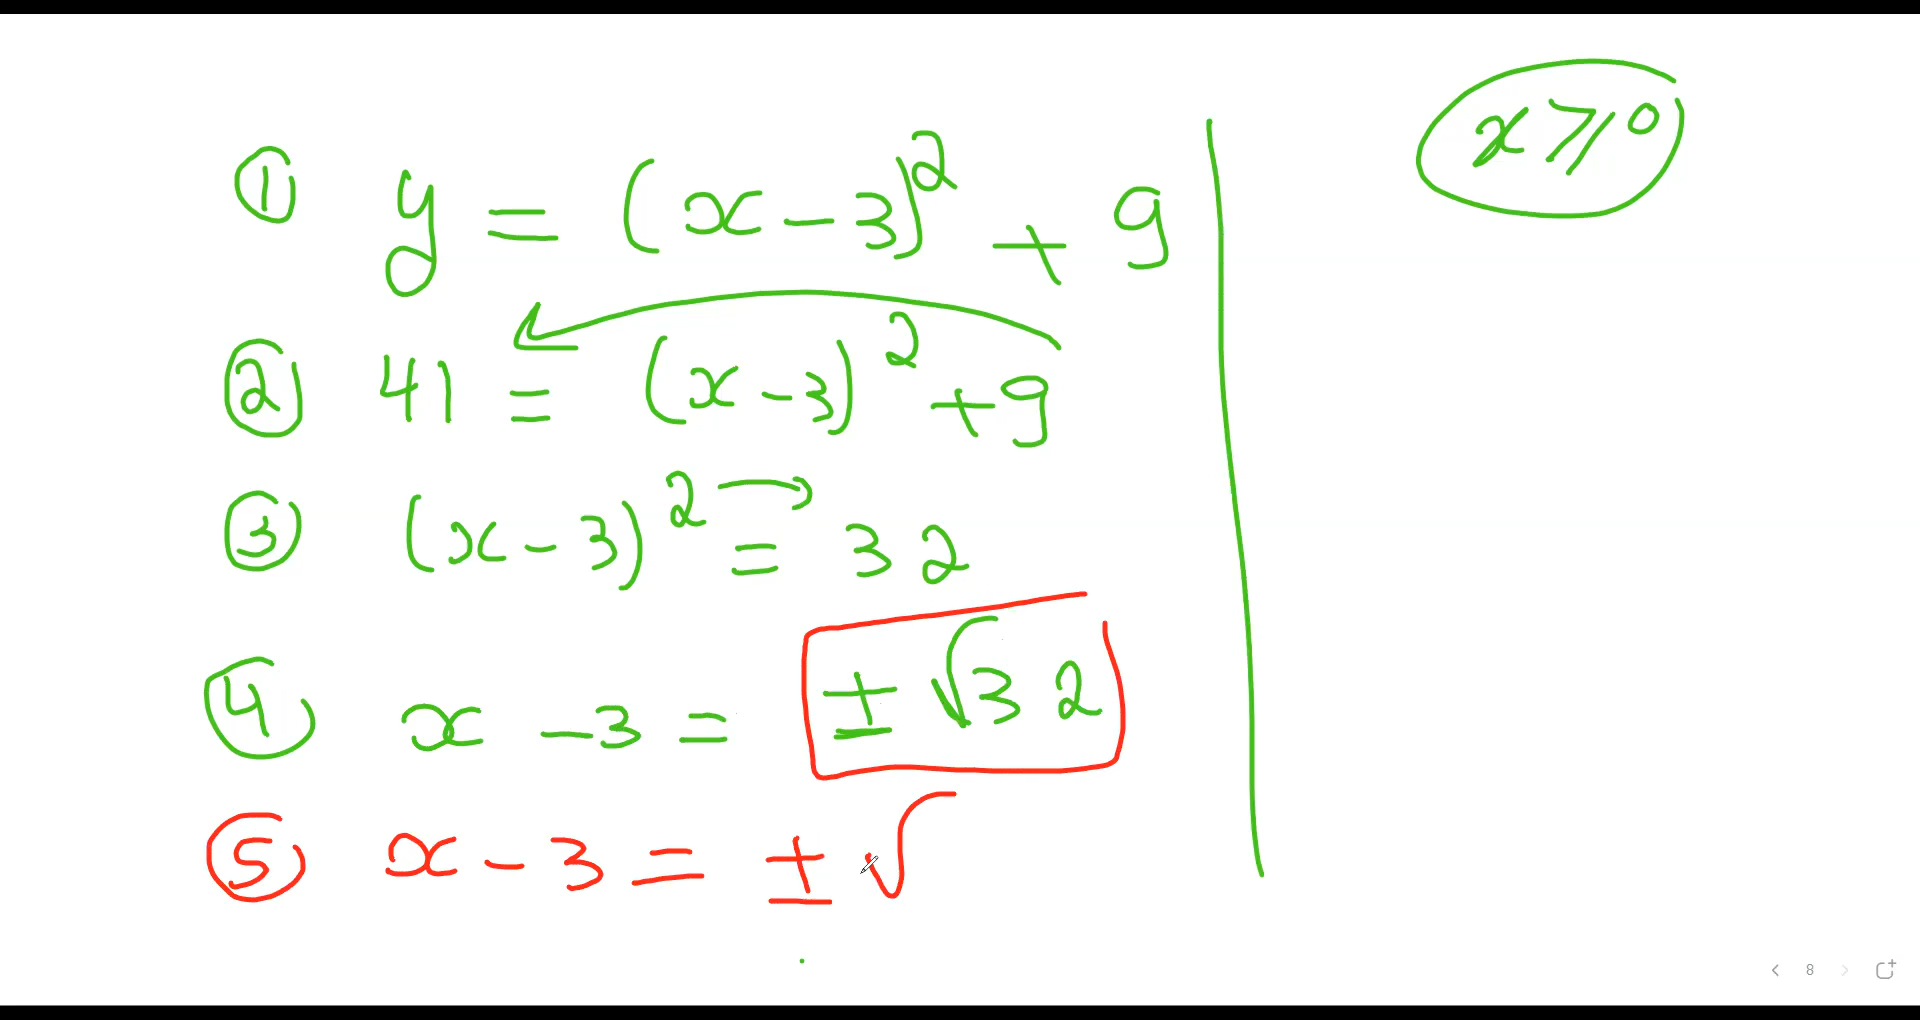 ① y = (x - 3)² + 9
② 41 = (x - 3)² + 9
③ (x - 3)² = 32
④ x - 3 = ± √32
⑤ x - 3 = ± √
x ⩾ 0
8